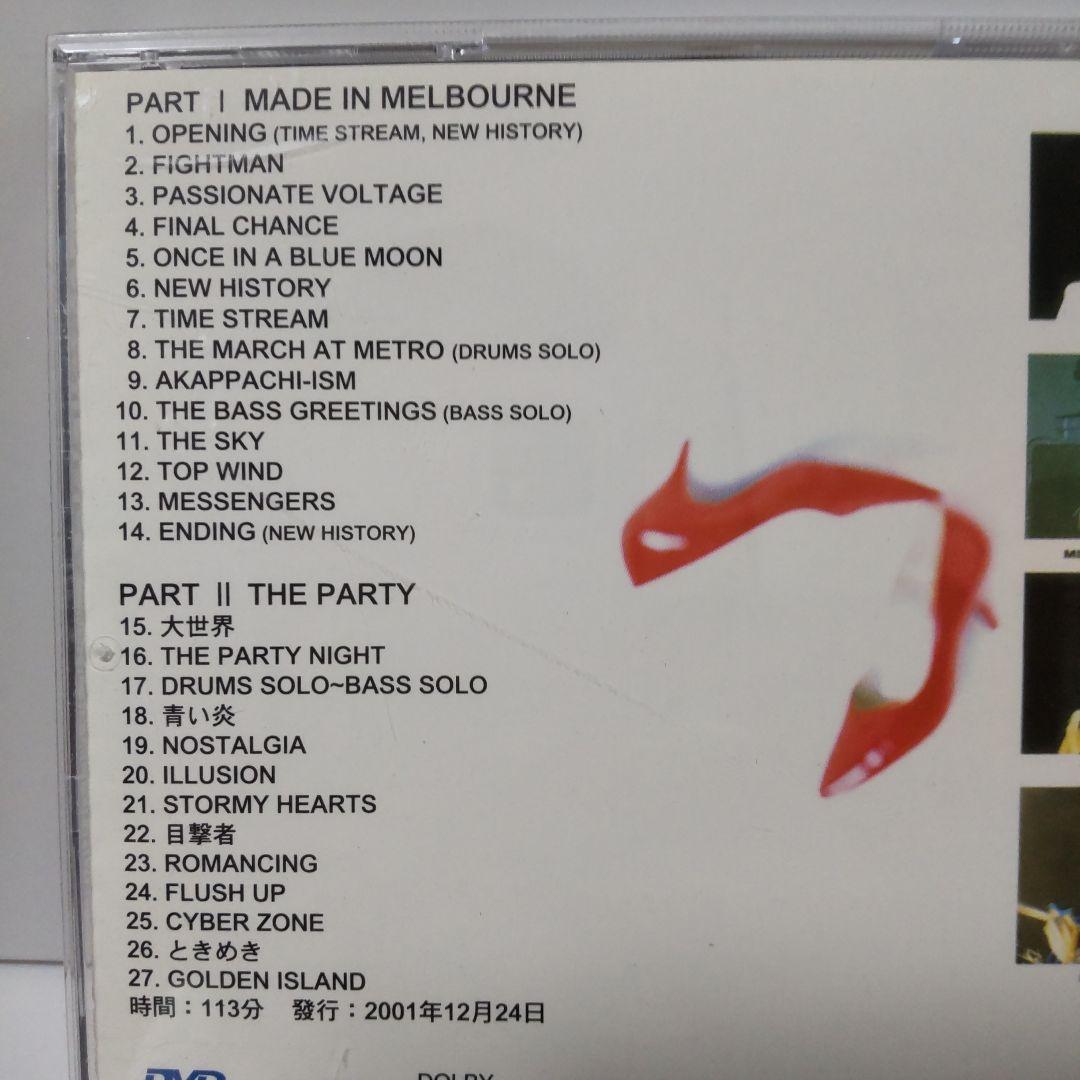 PART Ⅰ MADE IN MELBOURNE
1. OPENING (TIME STREAM, NEW HISTORY)
2. FIGHTMAN
3. PASSIONATE VOLTAGE
4. FINAL CHANCE
5. ONCE IN A BLUE MOON
6. NEW HISTORY
7. TIME STREAM
8. THE MARCH AT METRO (DRUMS SOLO)
9. AKAPPACHI-ISM
10. THE BASS GREETINGS (BASS SOLO)
11. THE SKY
12. TOP WIND
13. MESSENGERS
14. ENDING (NEW HISTORY)
PART Ⅱ THE PARTY
15. 大世界
16. THE PARTY NIGHT
17. DRUMS SOLO~BASS SOLO
18. 青い炎
19. NOSTALGIA
20. ILLUSION
21. STORMY HEARTS
22. 目撃者
23. ROMANCING
24. FLUSH UP
25. CYBER ZONE
26. ときめき
27. GOLDEN ISLAND
時間：113分 發行：2001年12月24日
DVD
DOLBY